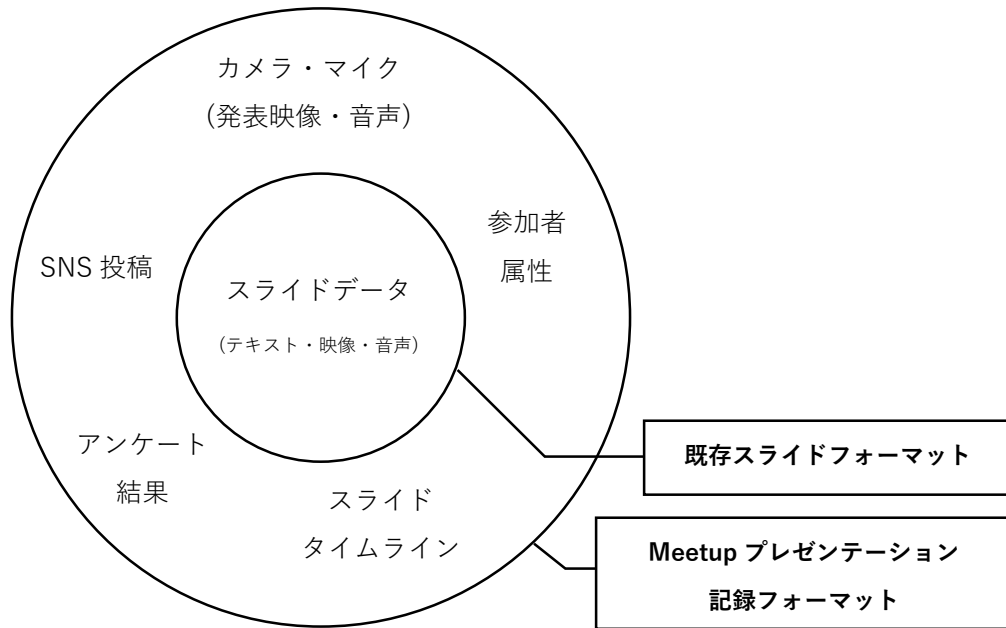 カメラ・マイク
(発表映像・音声)
参加者
属性
SNS 投稿
スライドデータ
(テキスト・映像・音声)
アンケート
結果
スライド
タイムライン
既存スライドフォーマット
Meetup プレゼンテーション
記録フォーマット